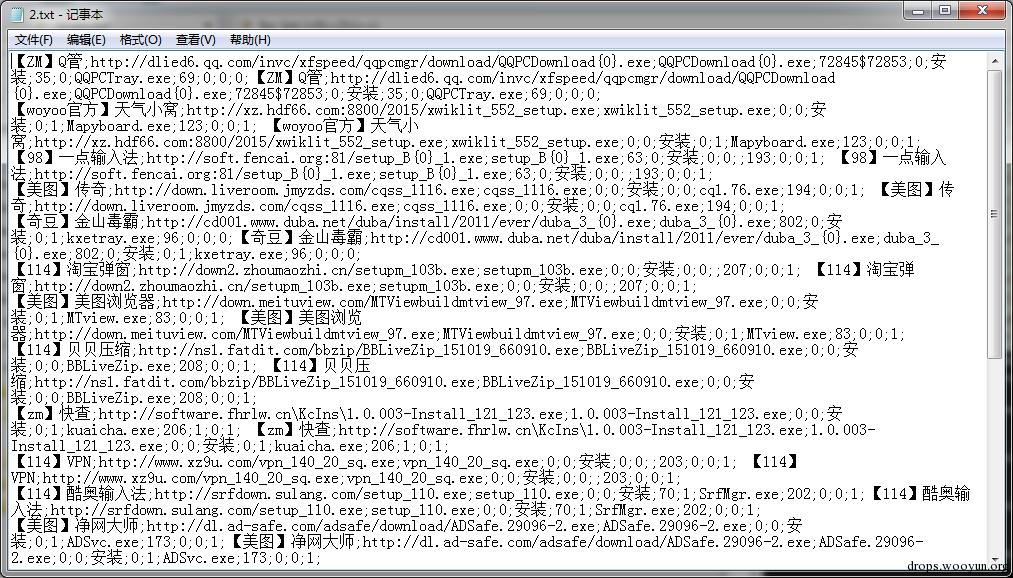 2.txt - 记事本
文件(F) 编辑(E) 格式(O) 查看(V) 帮助(H)
【ZM】Q管;http://dlied6.qq.com/invc/xfspeed/qqpcmgr/download/QQPCDownload{0}.exe;QQPCDownload{0}.exe;72845$72853;0;安
装;35;0;QQPCTray.exe;69;0;0;0;【ZM】Q管;http://dlied6.qq.com/invc/xfspeed/qqpcmgr/download/QQPCDownload
{0}.exe;QQPCDownload{0}.exe;72845$72853;0;安装;35;0;QQPCTray.exe;69;0;0;0;
【woyoo官方】天气小窝;http://xz.hdf66.com:8800/2015/xwiklit_552_setup.exe;xwiklit_552_setup.exe;0;0;安
装;0;1;Mapyboard.exe;123;0;0;1; 【woyoo官方】天气小
窝;http://xz.hdf66.com:8800/2015/xwiklit_552_setup.exe;xwiklit_552_setup.exe;0;0;安装;0;1;Mapyboard.exe;123;0;0;1;
【98】一点输入法;http://soft.fencai.org:81/setup_B{0}_1.exe;setup_B{0}_1.exe;63;0;安装;0;0;;193;0;0;1; 【98】一点输入
法;http://soft.fencai.org:81/setup_B{0}_1.exe;setup_B{0}_1.exe;63;0;安装;0;0;;193;0;0;1;
【美图】传奇;http://down.liveroom.jmyzds.com/cqss_1116.exe;cqss_1116.exe;0;0;安装;0;0;cq1.76.exe;194;0;0;1; 【美图】传
奇;http://down.liveroom.jmyzds.com/cqss_1116.exe;cqss_1116.exe;0;0;安装;0;0;cq1.76.exe;194;0;0;1;
【奇豆】金山毒霸;http://cd001.www.duba.net/duba/install/2011/ever/duba_3_{0}.exe;duba_3_{0}.exe;802;0;安
装;0;1;kxetray.exe;96;0;0;0;【奇豆】金山毒霸;http://cd001.www.duba.net/duba/install/2011/ever/duba_3_{0}.exe;duba_3_
{0}.exe;802;0;安装;0;1;kxetray.exe;96;0;0;0;
【114】淘宝弹窗;http://down2.zhoumaozhi.cn/setupm_103b.exe;setupm_103b.exe;0;0;安装;0;0;;207;0;0;1; 【114】淘宝弹
窗;http://down2.zhoumaozhi.cn/setupm_103b.exe;setupm_103b.exe;0;0;安装;0;0;;207;0;0;1;
【美图】美图浏览器;http://down.meituview.com/MTViewbuildmtview_97.exe;MTViewbuildmtview_97.exe;0;0;安
装;0;1;MTview.exe;83;0;0;1; 【美图】美图浏览
器;http://down.meituview.com/MTViewbuildmtview_97.exe;MTViewbuildmtview_97.exe;0;0;安装;0;1;MTview.exe;83;0;0;1;
【114】贝贝压缩;http://ns1.fatdit.com/bbzip/BBLiveZip_151019_660910.exe;BBLiveZip_151019_660910.exe;0;0;安
装;0;0;BBLiveZip.exe;208;0;0;1; 【114】贝贝压
缩;http://ns1.fatdit.com/bbzip/BBLiveZip_151019_660910.exe;BBLiveZip_151019_660910.exe;0;0;安
装;0;0;BBLiveZip.exe;208;0;0;1;
【zm】快查;http://software.fhrlw.cn\KcIns\1.0.003-Install_121_123.exe;1.0.003-Install_121_123.exe;0;0;安
装;0;1;kuaicha.exe;206;1;0;1; 【zm】快查;http://software.fhrlw.cn\KcIns\1.0.003-Install_121_123.exe;1.0.003-
Install_121_123.exe;0;0;安装;0;1;kuaicha.exe;206;1;0;1;
【114】VPN;http://www.xz9u.com/vpn_140_20_sq.exe;vpn_140_20_sq.exe;0;0;安装;0;0;;203;0;0;1; 【114】
VPN;http://www.xz9u.com/vpn_140_20_sq.exe;vpn_140_20_sq.exe;0;0;安装;0;0;;203;0;0;1;
【114】酷奥输入法;http://srfdown.sulang.com/setup_110.exe;setup_110.exe;0;0;安装;70;1;SrfMgr.exe;202;0;0;1;【114】酷奥输
入法;http://srfdown.sulang.com/setup_110.exe;setup_110.exe;0;0;安装;70;1;SrfMgr.exe;202;0;0;1;
【美图】净网大师;http://dl.ad-safe.com/adsafe/download/ADSafe.29096-2.exe;ADSafe.29096-2.exe;0;0;安
装;0;1;ADSvc.exe;173;0;0;1;【美图】净网大师;http://dl.ad-safe.com/adsafe/download/ADSafe.29096-2.exe;ADSafe.29096-
2.exe;0;0;安装;0;1;ADSvc.exe;173;0;0;1;
drops.wooyun.org